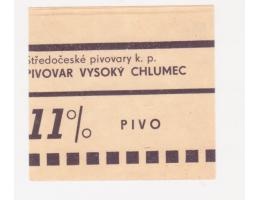 Středočeské pivovary k. p.
PIVOVAR VYSOKÝ CHLUMEC
11% PIVO